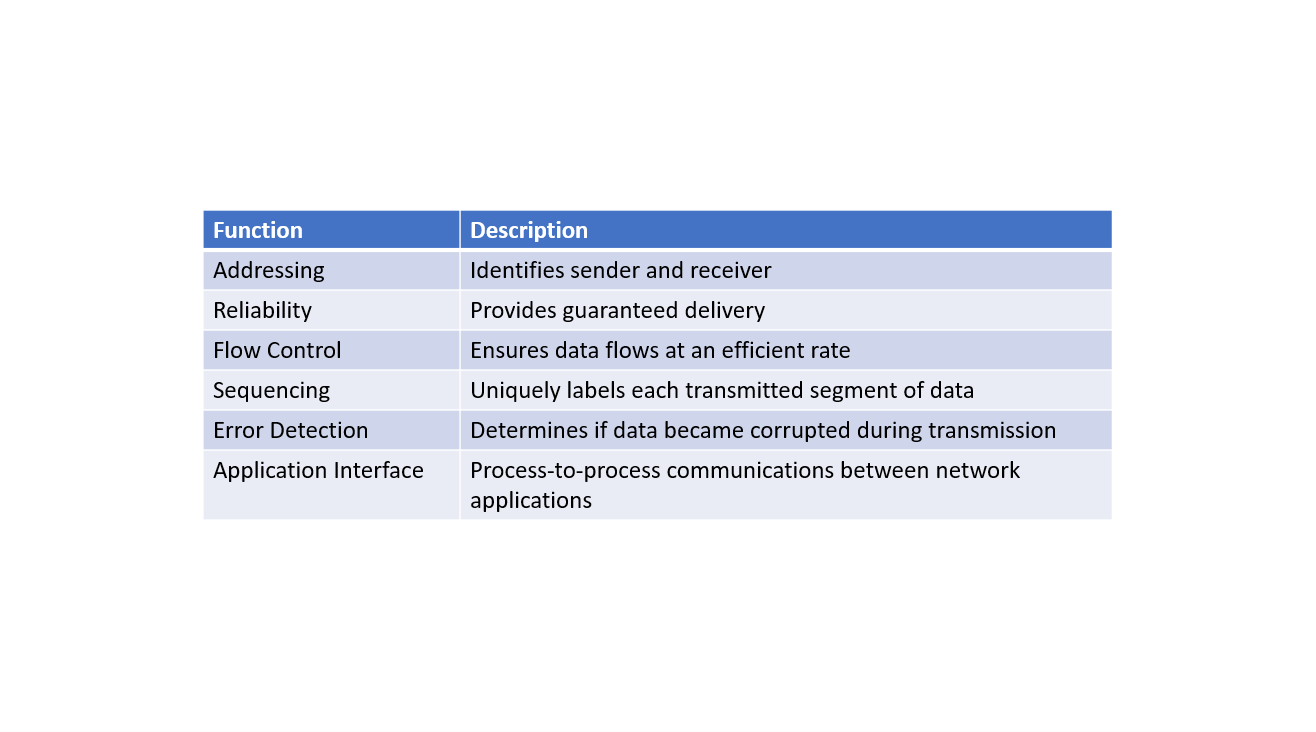 Function Description
Addressing Identifies sender and receiver
Reliability Provides guaranteed delivery
Flow Control Ensures data flows at an efficient rate
Sequencing Uniquely labels each transmitted segment of data
Error Detection Determines if data became corrupted during transmission
Application Interface Process-to-process communications between network
applications